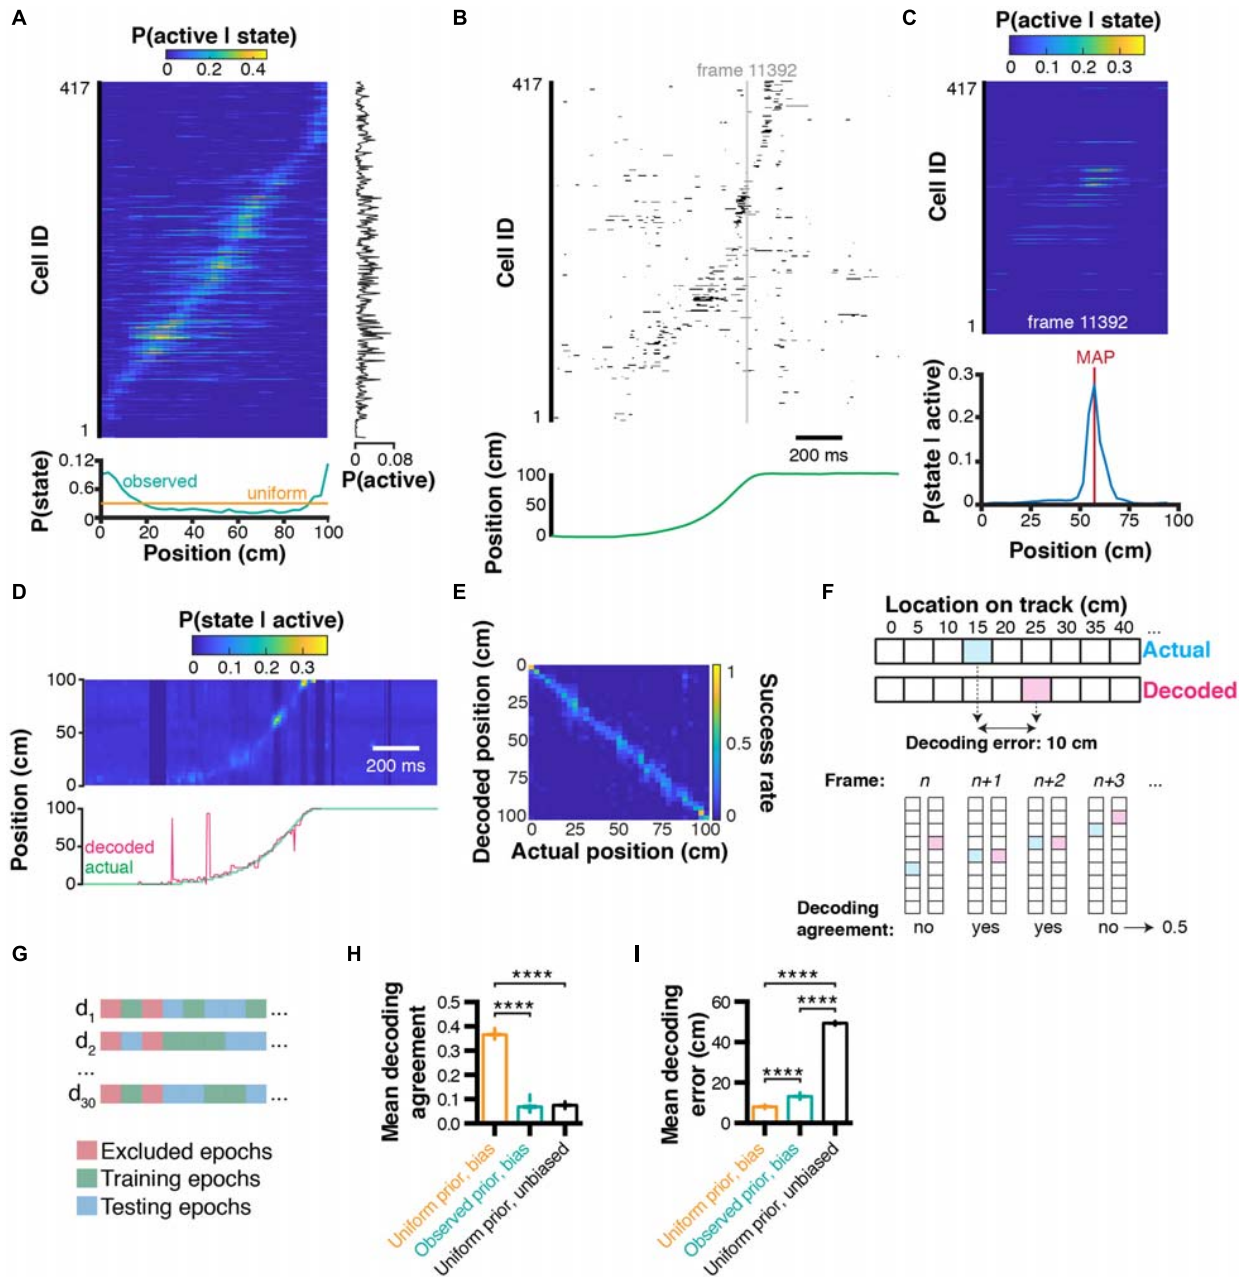 A
P(active | state)
0 0.2 0.4
417
Cell ID
1
0 0.08
P(active)
0.12
0.6
0
P(state)
observed
uniform
0 20 40 60 80 100
Position (cm)
B
frame 11392
417
Cell ID
1
200 ms
Position (cm)
100
50
0
C
P(active | state)
0 0.1 0.2 0.3
417
Cell ID
1
frame 11392
MAP
P(state | active)
0.3
0.2
0.1
0
0 25 50 75 100
Position (cm)
D
P(state | active)
0 0.1 0.2 0.3
Position (cm)
100
50
0
200 ms
Position (cm)
100
50
0
decoded
actual
E
Decoded position (cm)
0
25
50
75
100
0 25 50 75 100
Actual position (cm)
1
0.5
0
Success rate
F
Location on track (cm)
0 5 10 15 20 25 30 35 40 ...
Actual
Decoded
Decoding error: 10 cm
Frame: n n+1 n+2 n+3 ...
Decoding
agreement: no yes yes no 0.5
G
d1 ...
d2 ...
...
d30 ...
Excluded epochs
Training epochs
Testing epochs
H
****
****
Mean decoding
agreement
0.5
0.4
0.3
0.2
0.1
0.0
Uniform prior, bias
Observed prior, bias
Uniform prior, unbiased
I
****
****
****
Mean decoding
error (cm)
60
40
20
0
Uniform prior, bias
Observed prior, bias
Uniform prior, unbiased